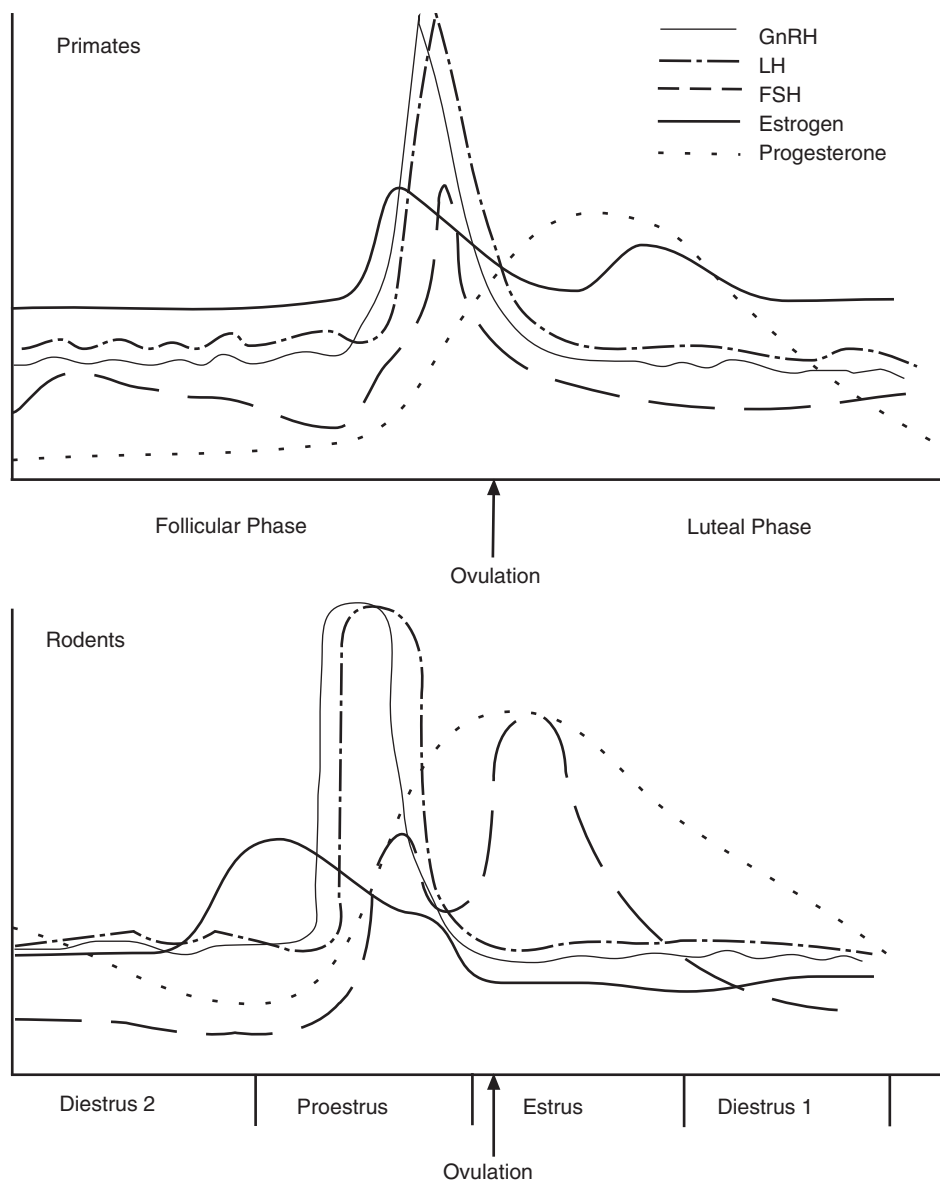 Primates
GnRH
LH
FSH
Estrogen
Progesterone
Follicular Phase
Luteal Phase
Ovulation
Rodents
Diestrus 2
Proestrus
Estrus
Diestrus 1
Ovulation